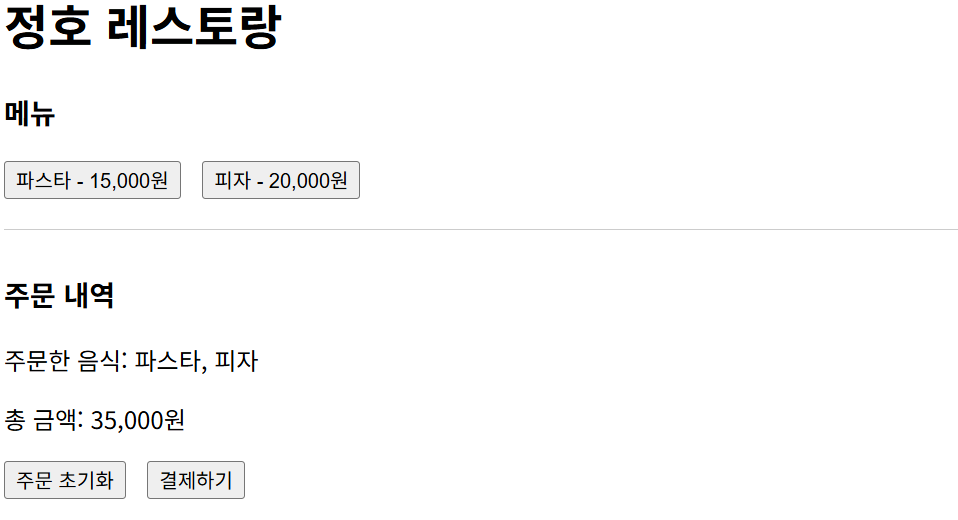 정호 레스토랑
메뉴
파스타 - 15,000원 피자 - 20,000원
주문 내역
주문한 음식: 파스타, 피자
총 금액: 35,000원
주문 초기화 결제하기